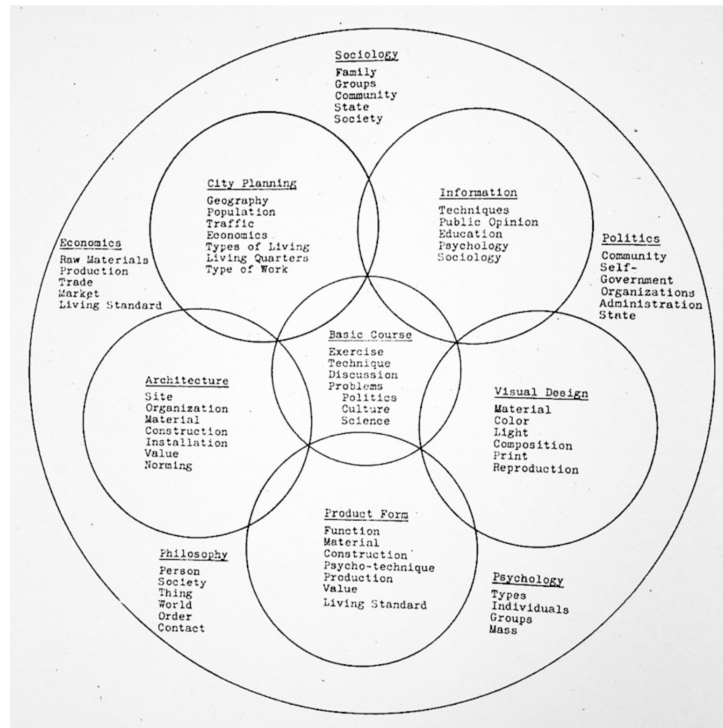 Sociology
Family
Groups
Community
State
Society
City Planning
Geography
Population
Traffic
Economics
Types of Living
Living Quarters
Type of Work
Information
Techniques
Public Opinion
Education
Psychology
Sociology
Economics
Raw Materials
Production
Trade
Market
Living Standard
Politics
Community
Self-
Government
Organizations
Administration
State
Basic Course
Exercise
Technique
Discussion
Problems
Politics
Culture
Science
Architecture
Site
Organization
Material
Construction
Installation
Value
Norming
Visual Design
Material
Color
Light
Composition
Print
Reproduction
Product Form
Function
Material
Construction
Psycho-technique
Production
Value
Living Standard
Philosophy
Person
Society
Thing
World
Order
Contact
Psychology
Types
Individuals
Groups
Mass